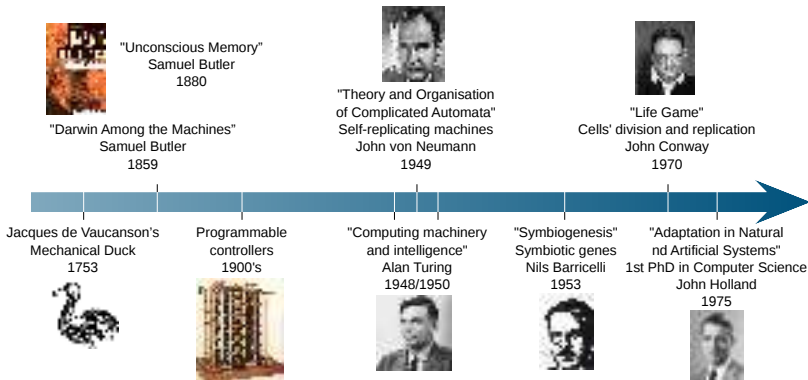 "Unconscious Memory"
Samuel Butler
1880
"Darwin Among the Machines"
Samuel Butler
1859
"Theory and Organisation
of Complicated Automata"
Self-replicating machines
John von Neumann
1949
"Life Game"
Cells' division and replication
John Conway
1970
Jacques de Vaucanson's
Mechanical Duck
1753
Programmable
controllers
1900's
"Computing machinery
and intelligence"
Alan Turing
1948/1950
"Symbiogenesis"
Symbiotic genes
Nils Barricelli
1953
"Adaptation in Natural
nd Artificial Systems"
1st PhD in Computer Science
John Holland
1975